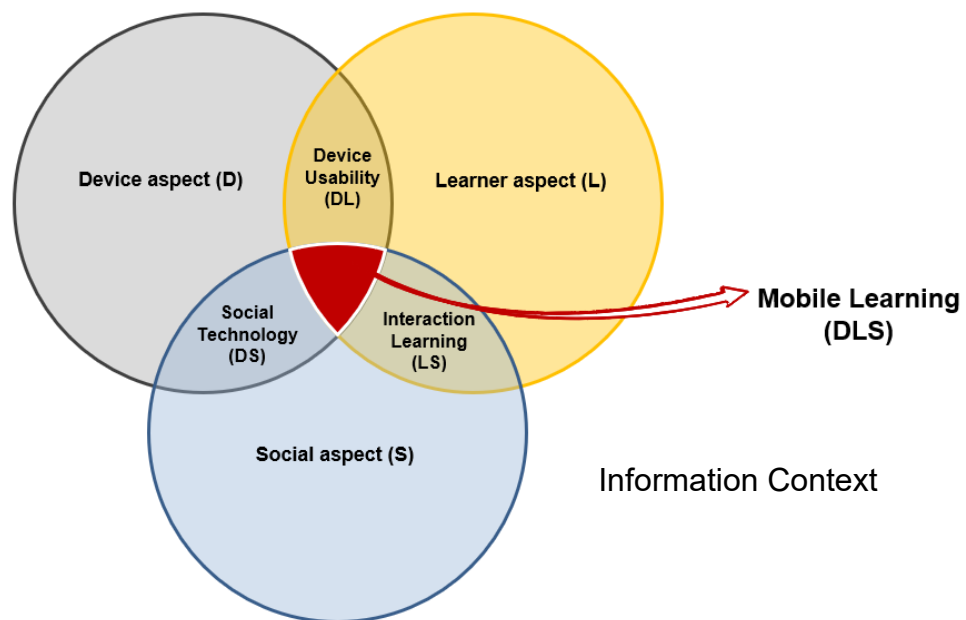 Device aspect (D)
Device
Usability
(DL)
Learner aspect (L)
Social
Technology
(DS)
Interaction
Learning
(LS)
Mobile Learning
(DLS)
Social aspect (S)
Information Context